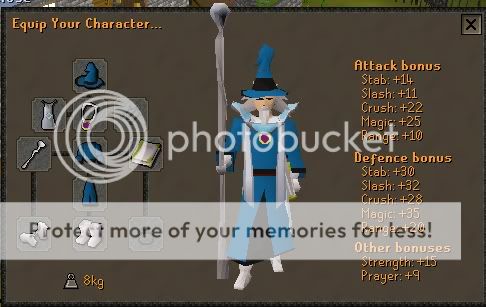 Equip Your Character...
Attack bonus
Stab: +14
Slash: +11
Crush: +22
Magic: +25
Range: +10
photobucket
Defence bonus
Stab: +30
Slash: +32
Crush: +28
Magic: +35
Protect more of your memories for less!
Other bonuses
Strength: +15
Prayer: +9
8kg